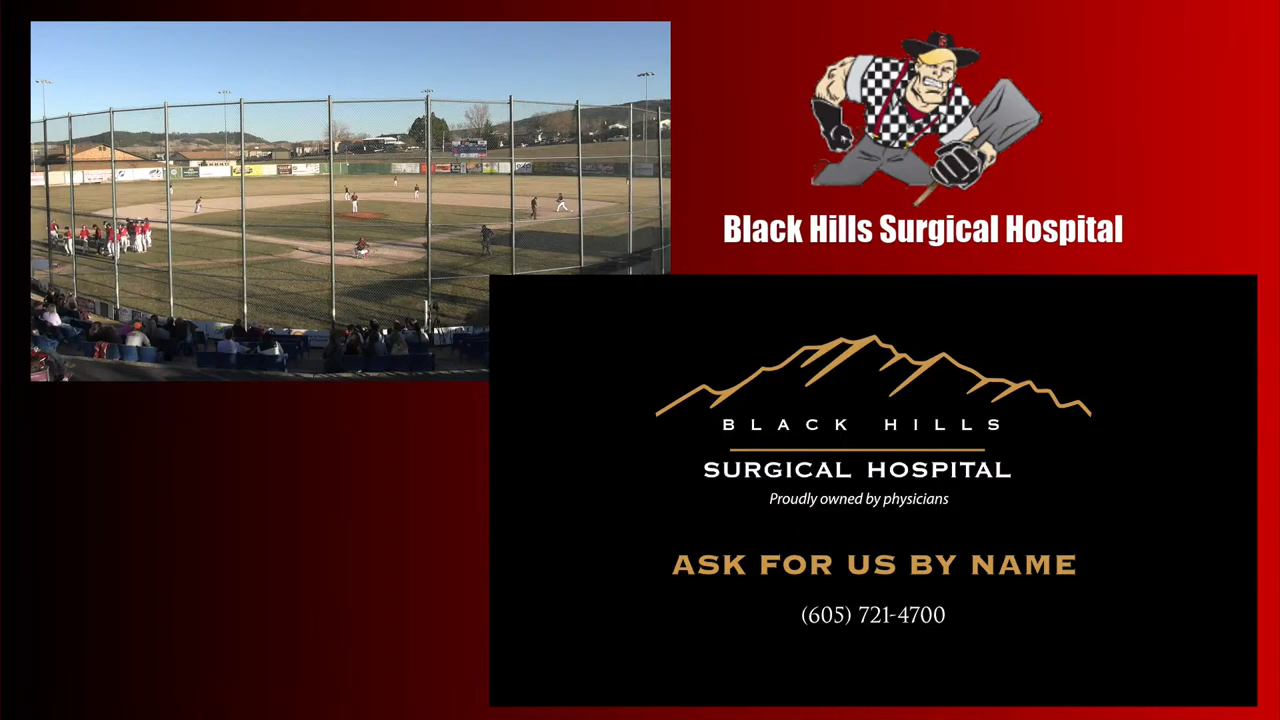 Black Hills Surgical Hospital
BLACK HILLS
SURGICAL HOSPITAL
Proudly owned by physicians
ASK FOR US BY NAME
(605) 721-4700